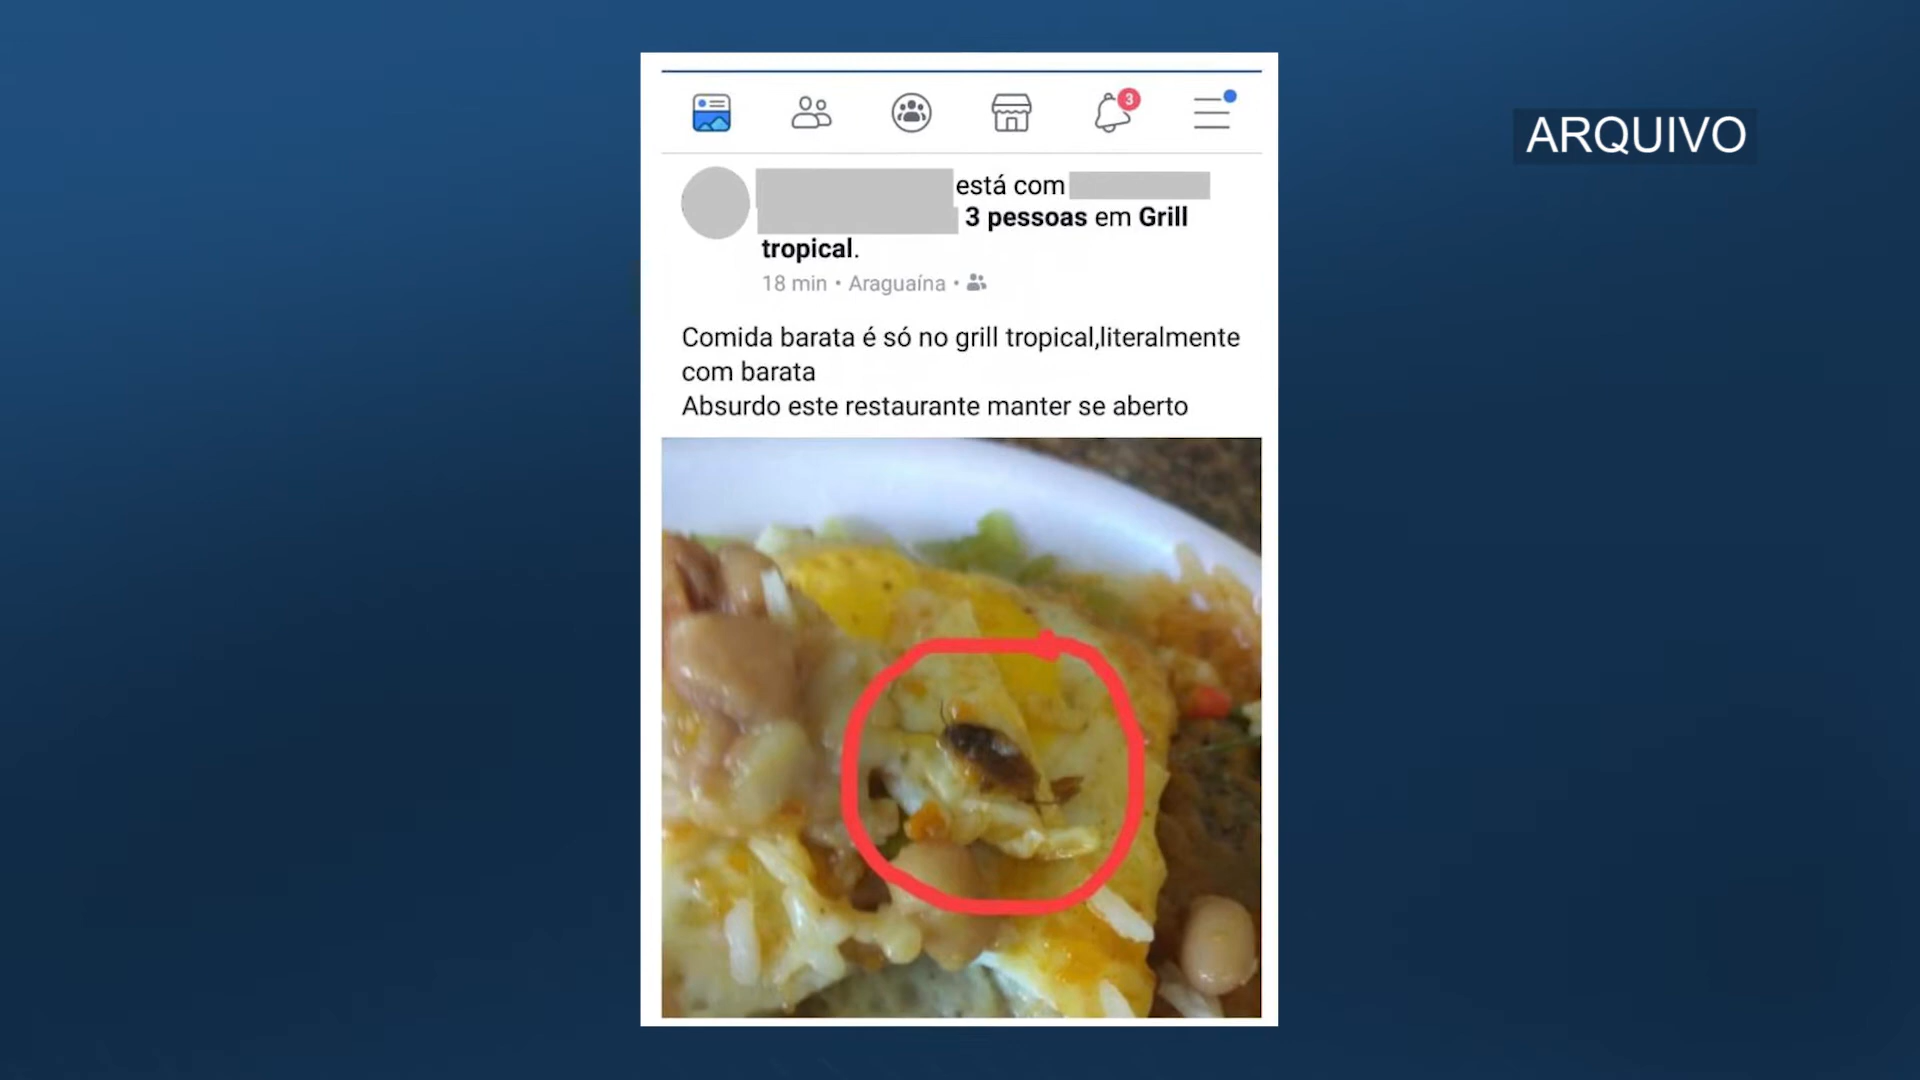 ARQUIVO
3
está com
3 pessoas em Grill
tropical.
18 min • Araguaína •
Comida barata é só no grill tropical,literalmente
com barata
Absurdo este restaurante manter se aberto